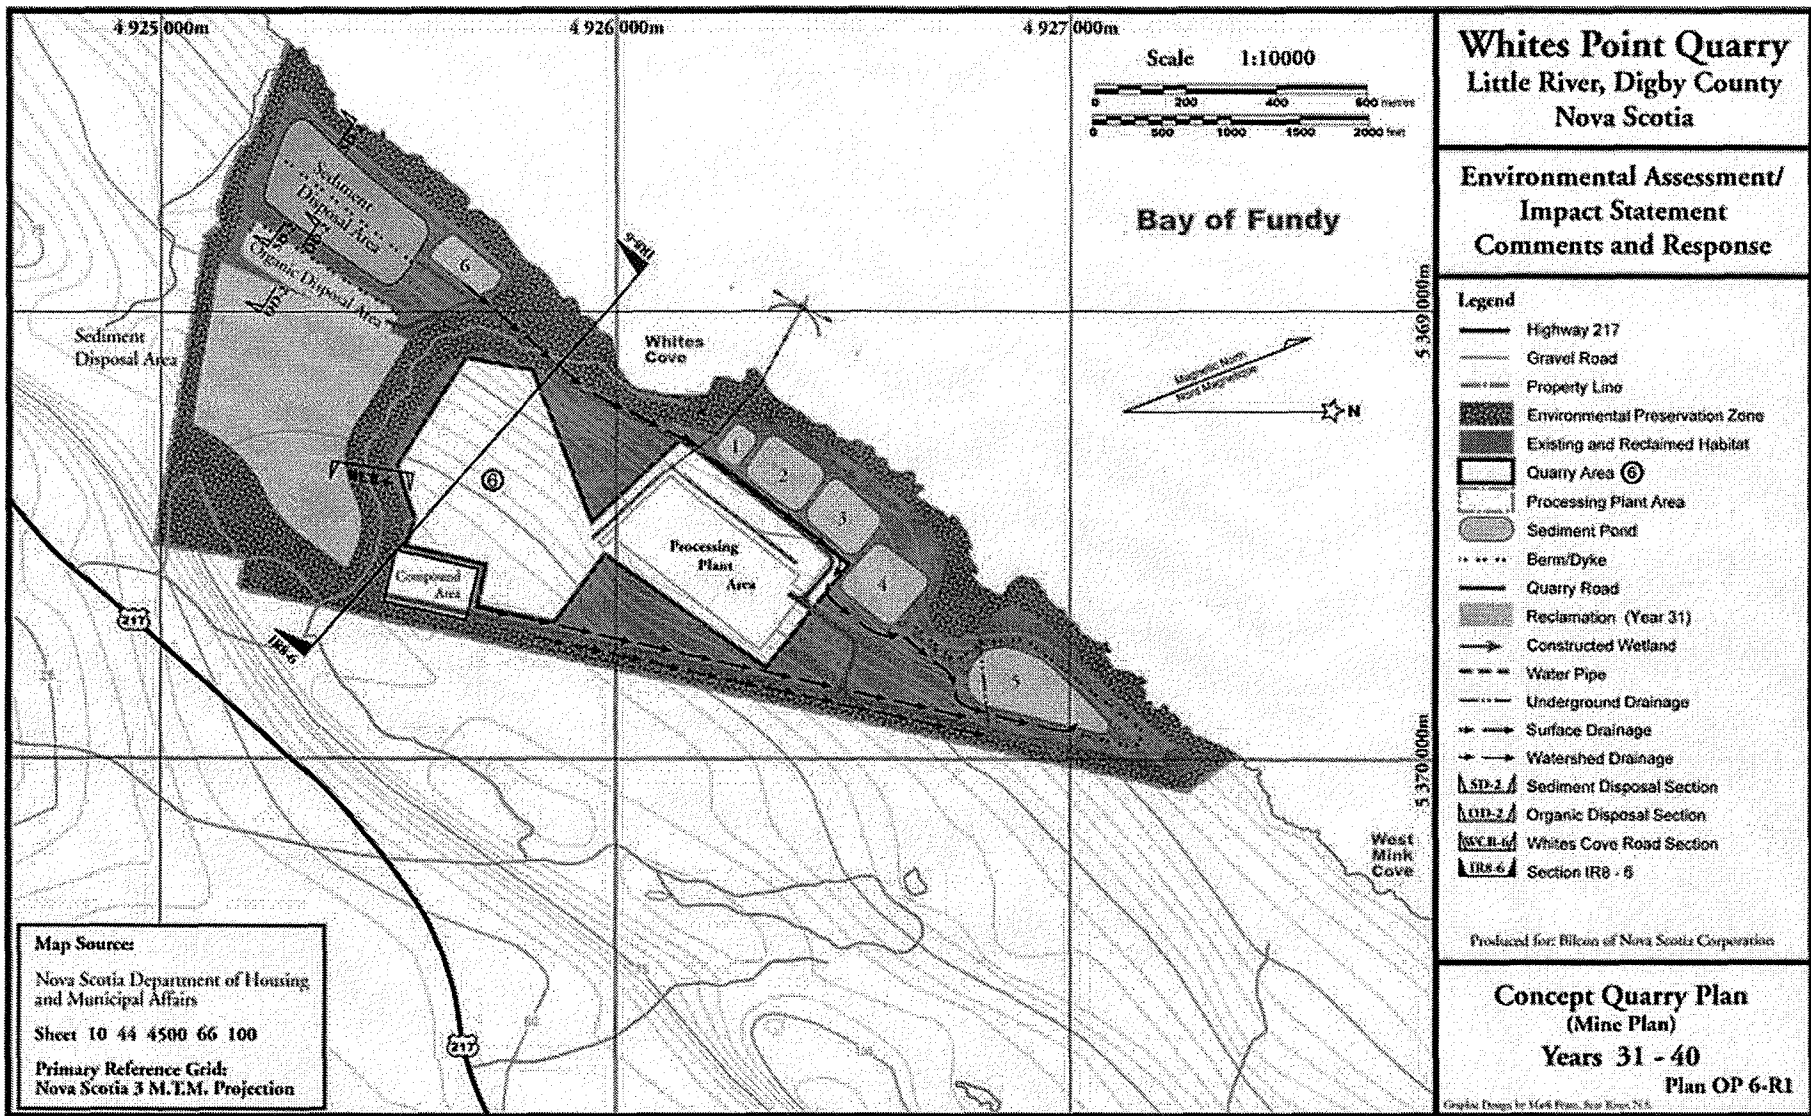 4 925 000m
4 926 000m
4 927 000m
Scale 1:10000
0 200 400 600 metres
0 500 1000 1500 2000 feet
Bay of Fundy
5 369 000m
5 370 000m
Sediment
Disposal Area
6
Organic Disposal Area
Sediment
Disposal Area
IR8-6
Whites
Cove
Magnetic North
Nord Magnetique
N
1
2
3
4
5
6
Processing
Plant
Area
Compound
Area
IR8-6
217
217
West
Mink
Cove
Map Source:
Nova Scotia Department of Housing
and Municipal Affairs
Sheet 10 44 4500 66 100
Primary Reference Grid:
Nova Scotia 3 M.T.M. Projection
Whites Point Quarry
Little River, Digby County
Nova Scotia
Environmental Assessment/
Impact Statement
Comments and Response
Legend
Highway 217
Gravel Road
Property Line
Environmental Preservation Zone
Existing and Reclaimed Habitat
Quarry Area 6
Processing Plant Area
Sediment Pond
Berm/Dyke
Quarry Road
Reclamation (Year 31)
Constructed Wetland
Water Pipe
Underground Drainage
Surface Drainage
Watershed Drainage
SD-2 Sediment Disposal Section
OD-2 Organic Disposal Section
WCR-6 Whites Cove Road Section
IR8-6 Section IR8 - 6
Produced for: Bilcon of Nova Scotia Corporation
Concept Quarry Plan
(Mine Plan)
Years 31 - 40
Plan OP 6-R1